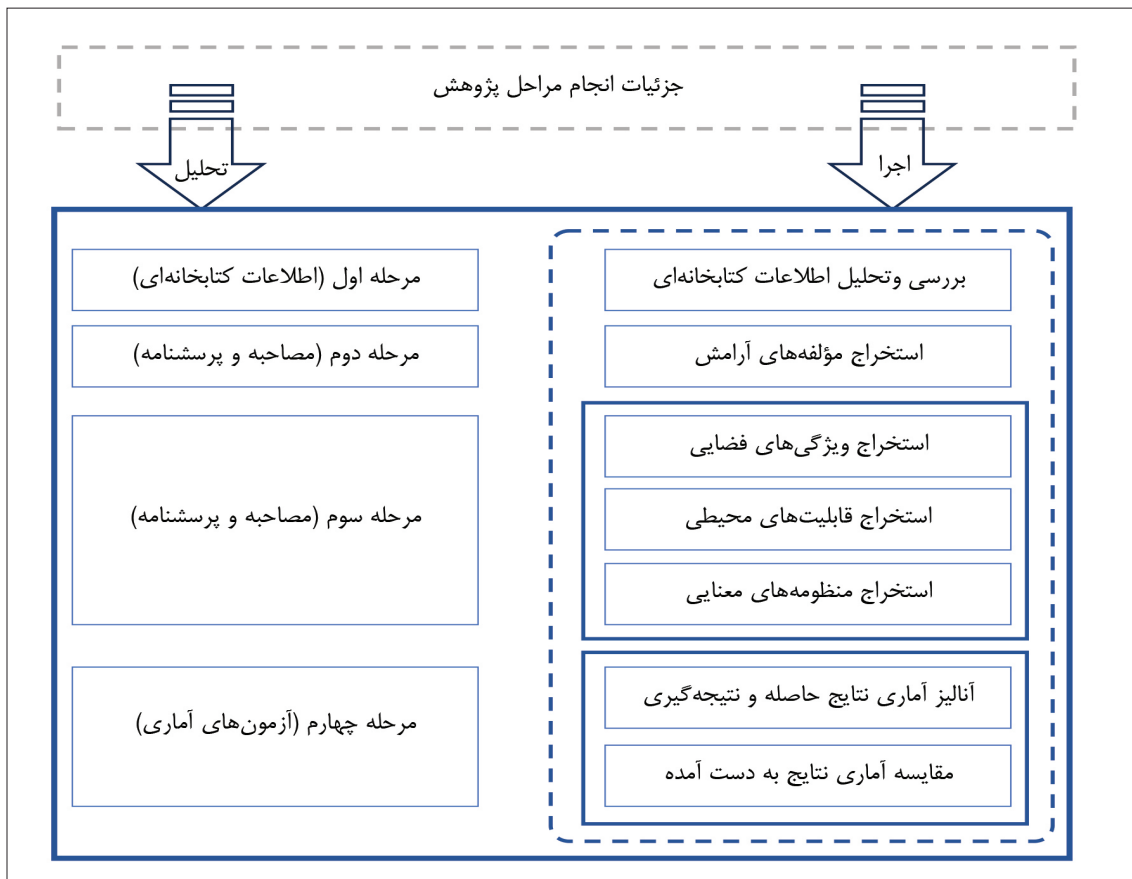 جزئیات انجام مراحل پژوهش
اجرا
تحلیل
بررسی وتحلیل اطلاعات کتابخانه‌ای
مرحله اول (اطلاعات کتابخانه‌ای)
استخراج مؤلفه‌های آرامش
مرحله دوم (مصاحبه و پرسشنامه)
استخراج ویژگی‌های فضایی
استخراج قابلیت‌های محیطی
مرحله سوم (مصاحبه و پرسشنامه)
استخراج منظومه‌های معنایی
آنالیز آماری نتایج حاصله و نتیجه‌گیری
مرحله چهارم (آزمون‌های آماری)
مقایسه آماری نتایج به دست آمده